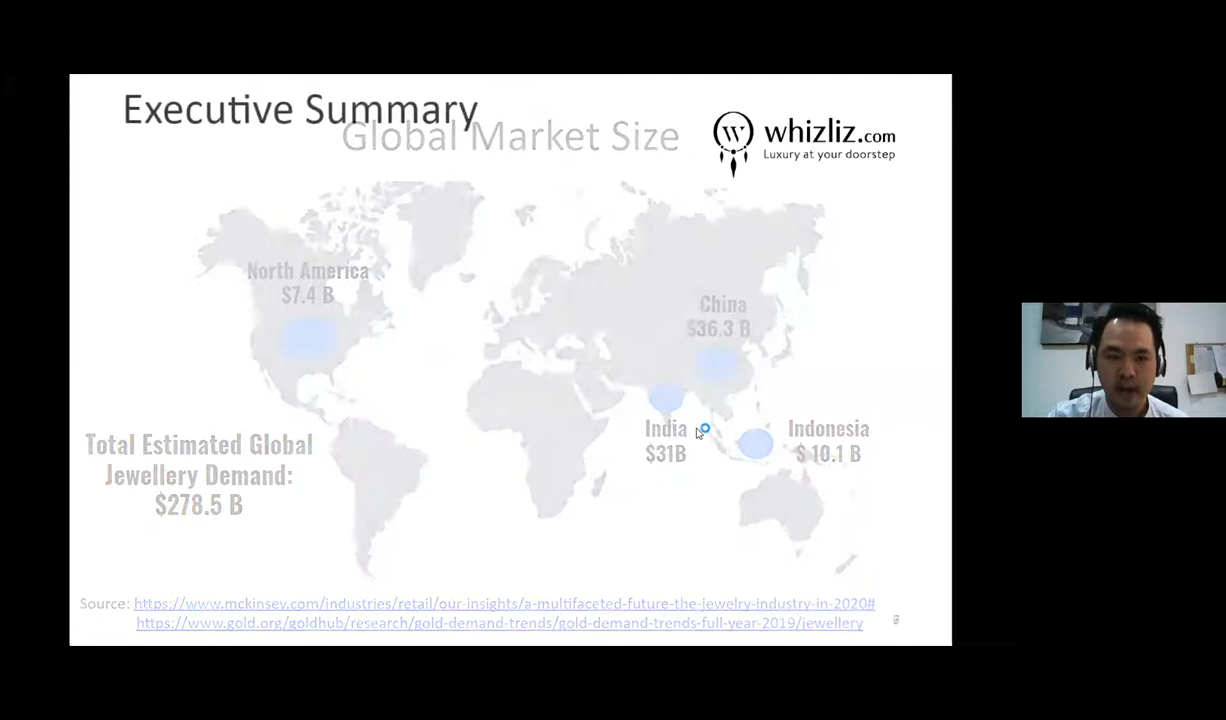 Executive Summary
Global Market Size
W
whizliz.com
Luxury at your doorstep
North America
$7.4 B
China
$36.3 B
India
$31B
Indonesia
$ 10.1 B
Total Estimated Global
Jewellery Demand:
$278.5 B
Source: https://www.mckinsey.com/industries/retail/our-insights/a-multifaceted-future-the-jewelry-industry-in-2020#
https://www.gold.org/goldhub/research/gold-demand-trends/gold-demand-trends-full-year-2019/jewellery